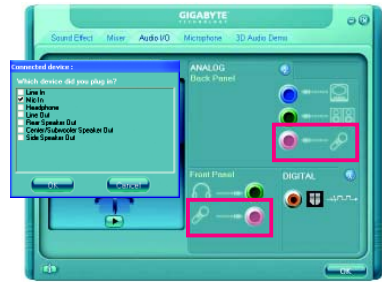 GIGABYTE
TECHNOLOGY
Sound Effect Mixer Audio I/O Microphone 3D Audio Demo
Connected device :
Which device did you plug in?
Line In
Mic In
Headphone
Line Out
Rear Speaker Out
Center/Subwoofer Speaker Out
Side Speaker Out
OK Cancel
ANALOG
Back Panel
Front Panel
DIGITAL
OK